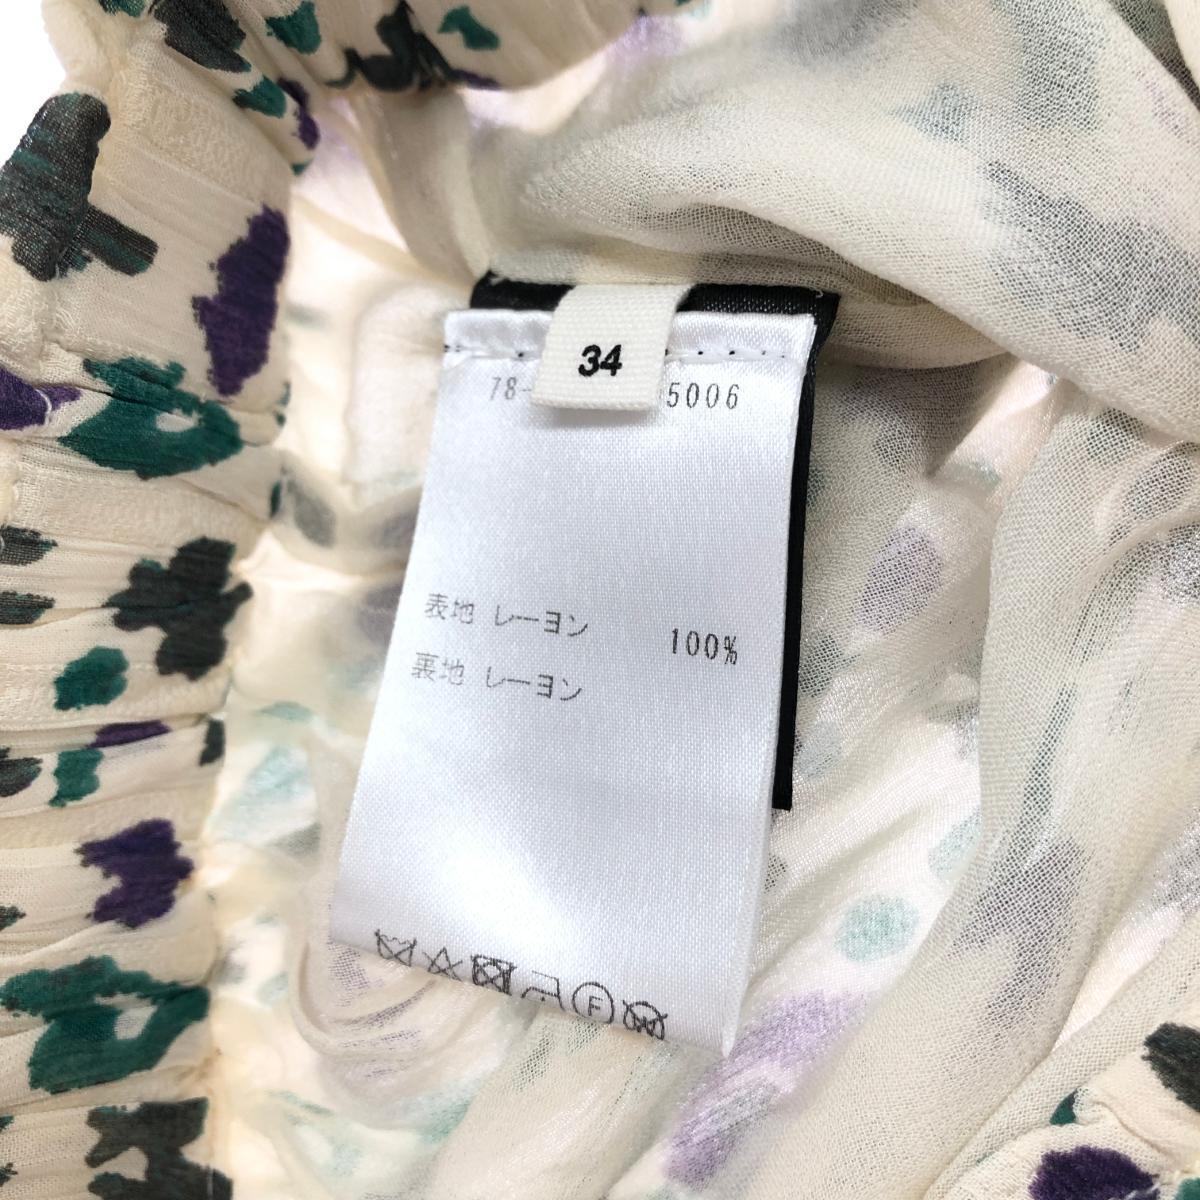 34
78- 5006
表地 レーヨン 100%
裏地 レーヨン
F W